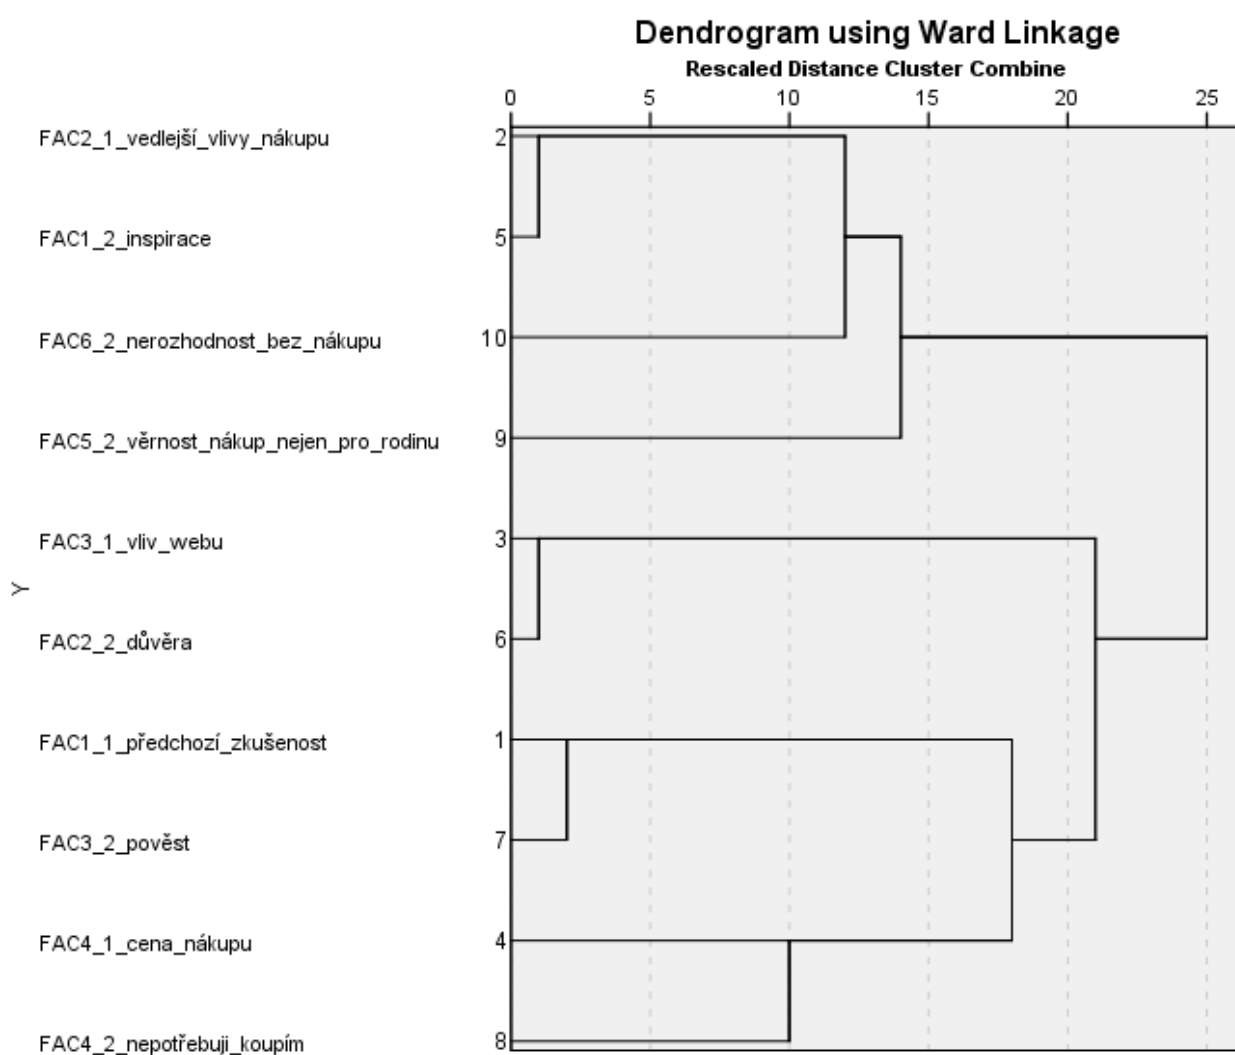 Dendrogram using Ward Linkage
Rescaled Distance Cluster Combine
0 5 10 15 20 25
FAC2_1_vedlejší_vlivy_nákupu 2
FAC1_2_inspirace 5
FAC6_2_nerozhodnost_bez_nákupu 10
FAC5_2_věrnost_nákup_nejen_pro_rodinu 9
FAC3_1_vliv_webu 3
Y
FAC2_2_důvěra 6
FAC1_1_předchozí_zkušenost 1
FAC3_2_pověst 7
FAC4_1_cena_nákupu 4
FAC4_2_nepotřebuji_koupím 8